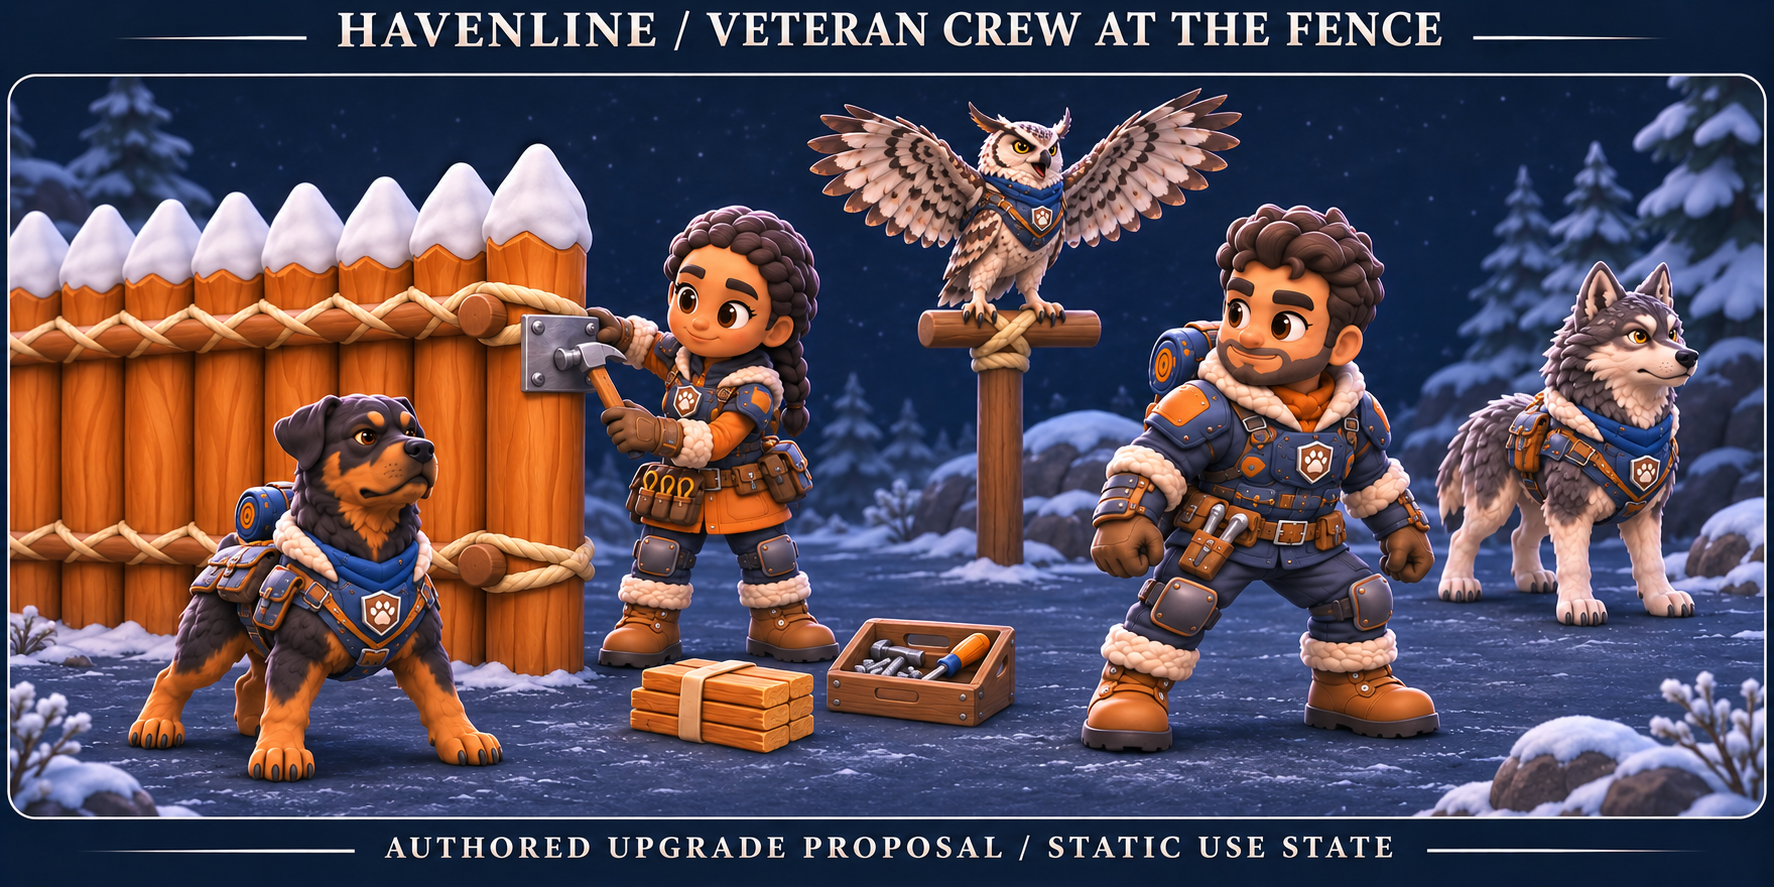 HAVENLINE / VETERAN CREW AT THE FENCE
AUTHORED UPGRADE PROPOSAL / STATIC USE STATE